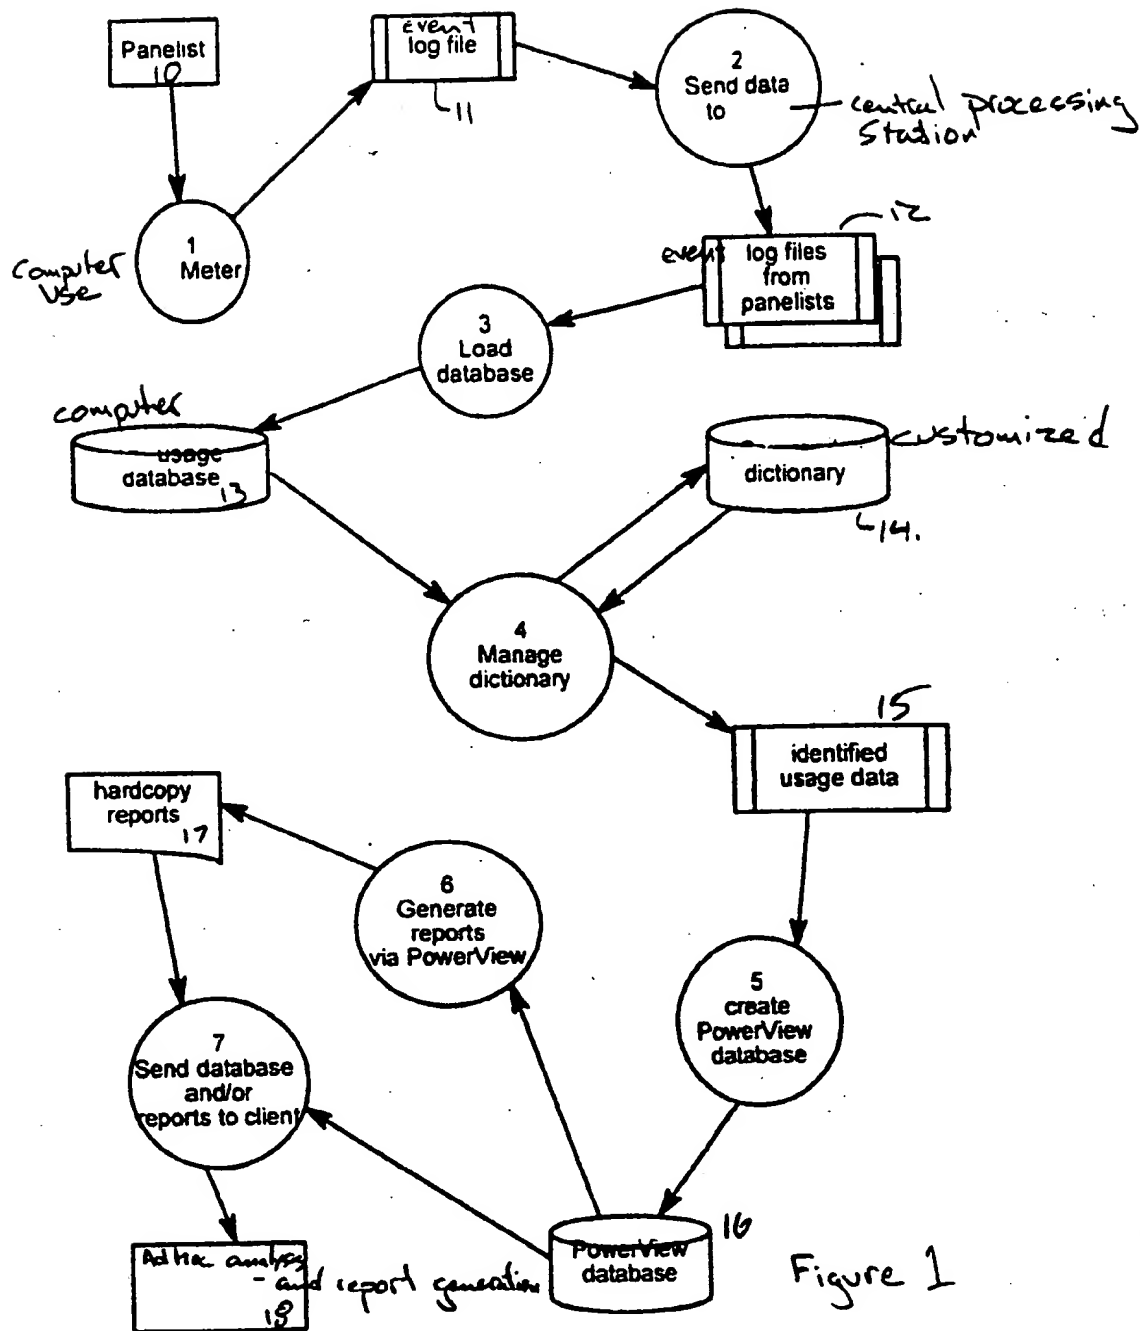 Panelist
10
event
log file
11
2
Send data
to
central processing
station
1
Meter
computer
use
12
event
log files
from
panelists
3
Load
database
computer
usage
database
13
customized
dictionary
14.
4
Manage
dictionary
15
identified
usage data
hardcopy
reports
17
6
Generate
reports
via PowerView
5
create
PowerView
database
7
Send database
and/or
reports to client
PowerView
database
16
Ad hoc analysis
- and report generation
18
Figure 1